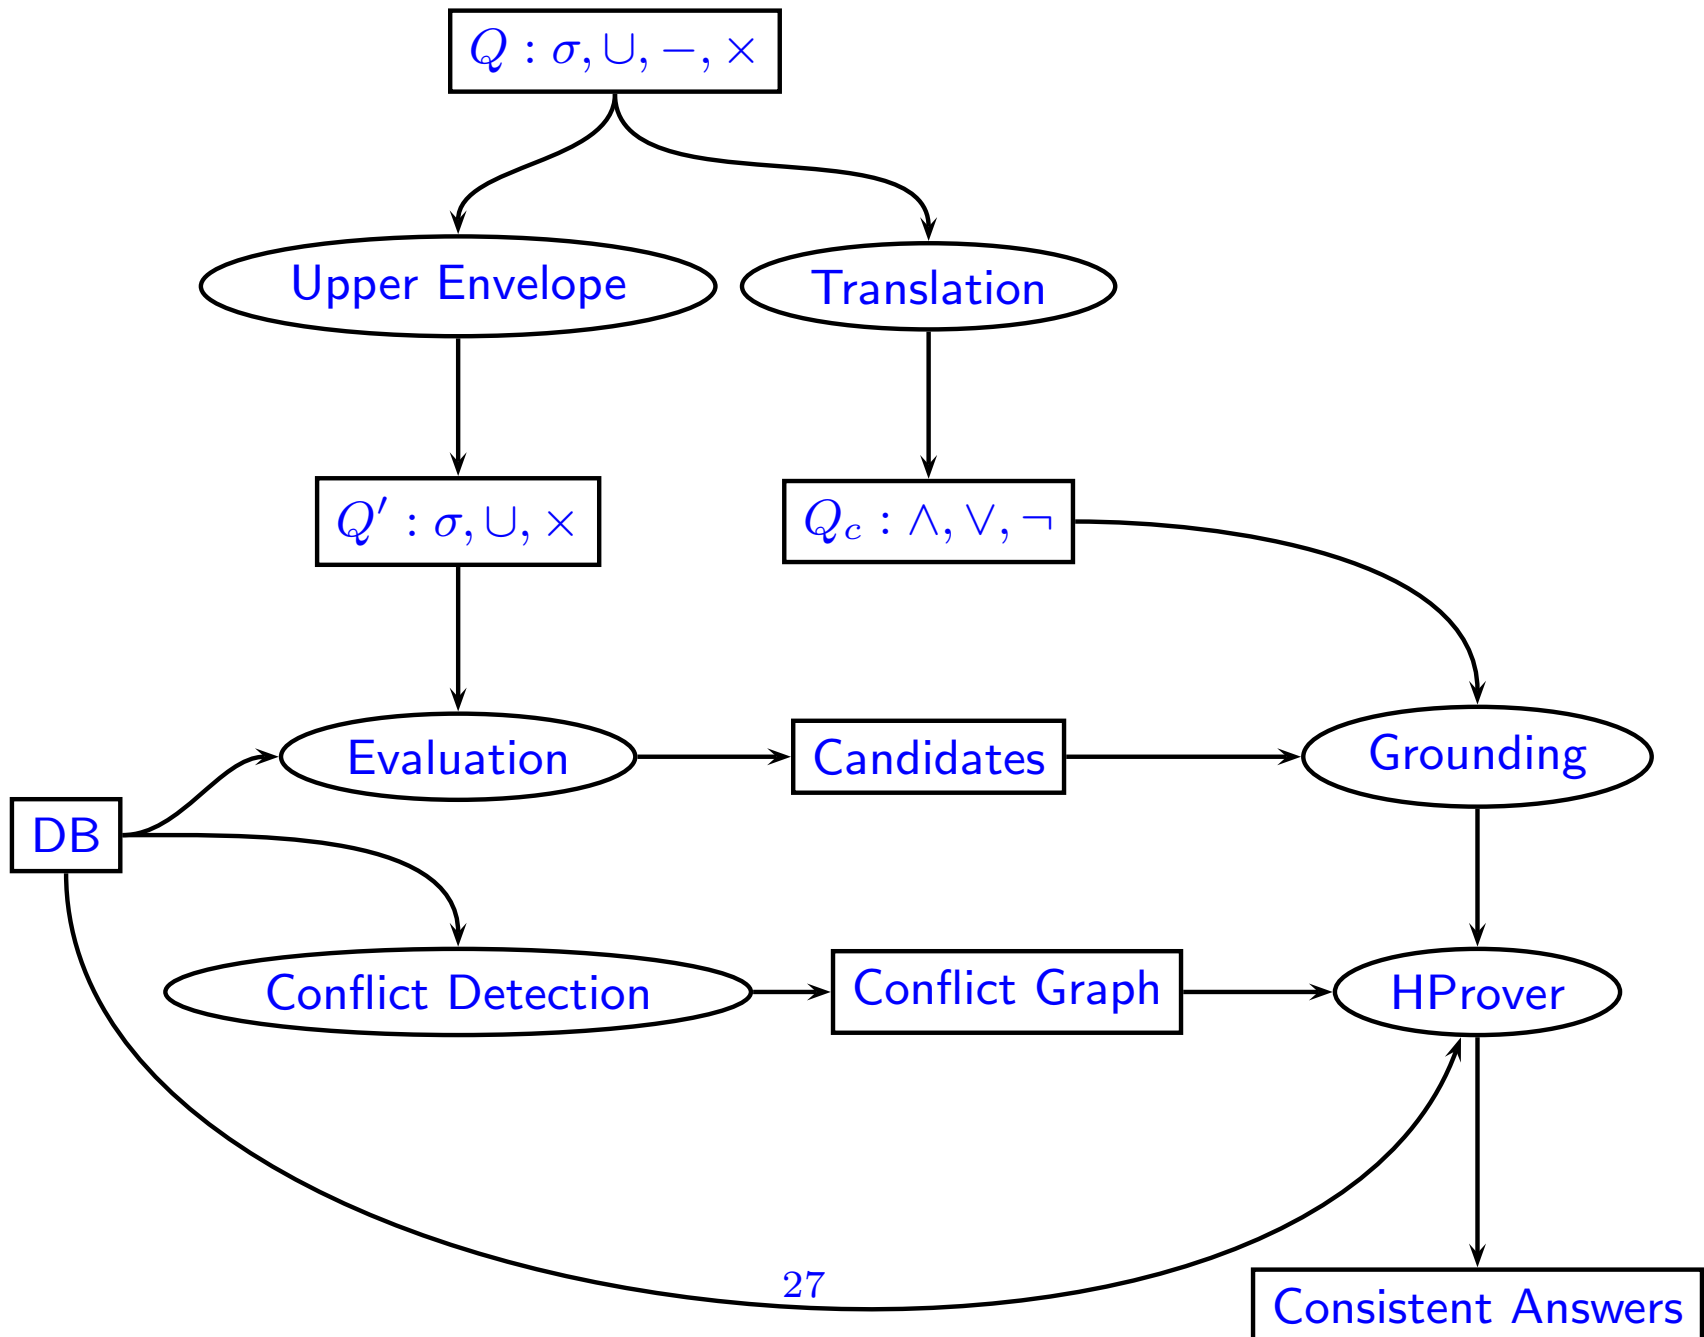 Q : σ, ∪, −, ×
Upper Envelope
Translation
Q′ : σ, ∪, ×
Q_c : ∧, ∨, ¬
Evaluation
Candidates
Grounding
DB
Conflict Detection
Conflict Graph
HProver
27
Consistent Answers